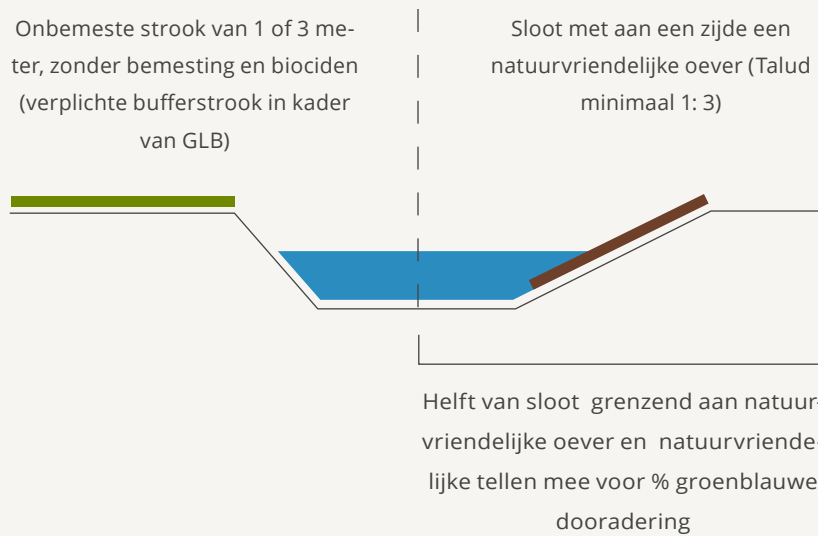 Onbemeste strook van 1 of 3 me-
ter, zonder bemesting en biociden
(verplichte bufferstrook in kader
van GLB)
Sloot met aan een zijde een
natuurvriendelijke oever (Talud
minimaal 1: 3)
Helft van sloot grenzend aan natuur-
vriendelijke oever en natuurvriende-
lijke tellen mee voor % groenblauwe
dooradering